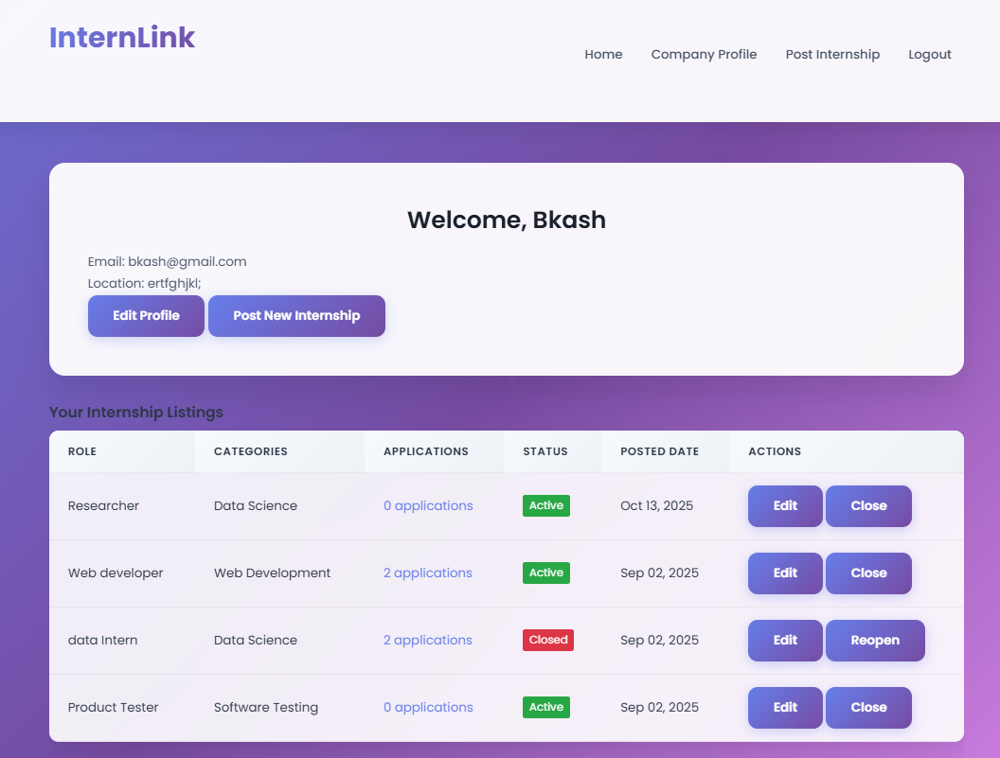 InternLink
Home Company Profile Post Internship Logout
Welcome, Bkash
Email: bkash@gmail.com
Location: ertfghjkl;
Edit Profile Post New Internship
Your Internship Listings
ROLE CATEGORIES APPLICATIONS STATUS POSTED DATE ACTIONS
Researcher Data Science 0 applications Active Oct 13, 2025 Edit Close
Web developer Web Development 2 applications Active Sep 02, 2025 Edit Close
data Intern Data Science 2 applications Closed Sep 02, 2025 Edit Reopen
Product Tester Software Testing 0 applications Active Sep 02, 2025 Edit Close